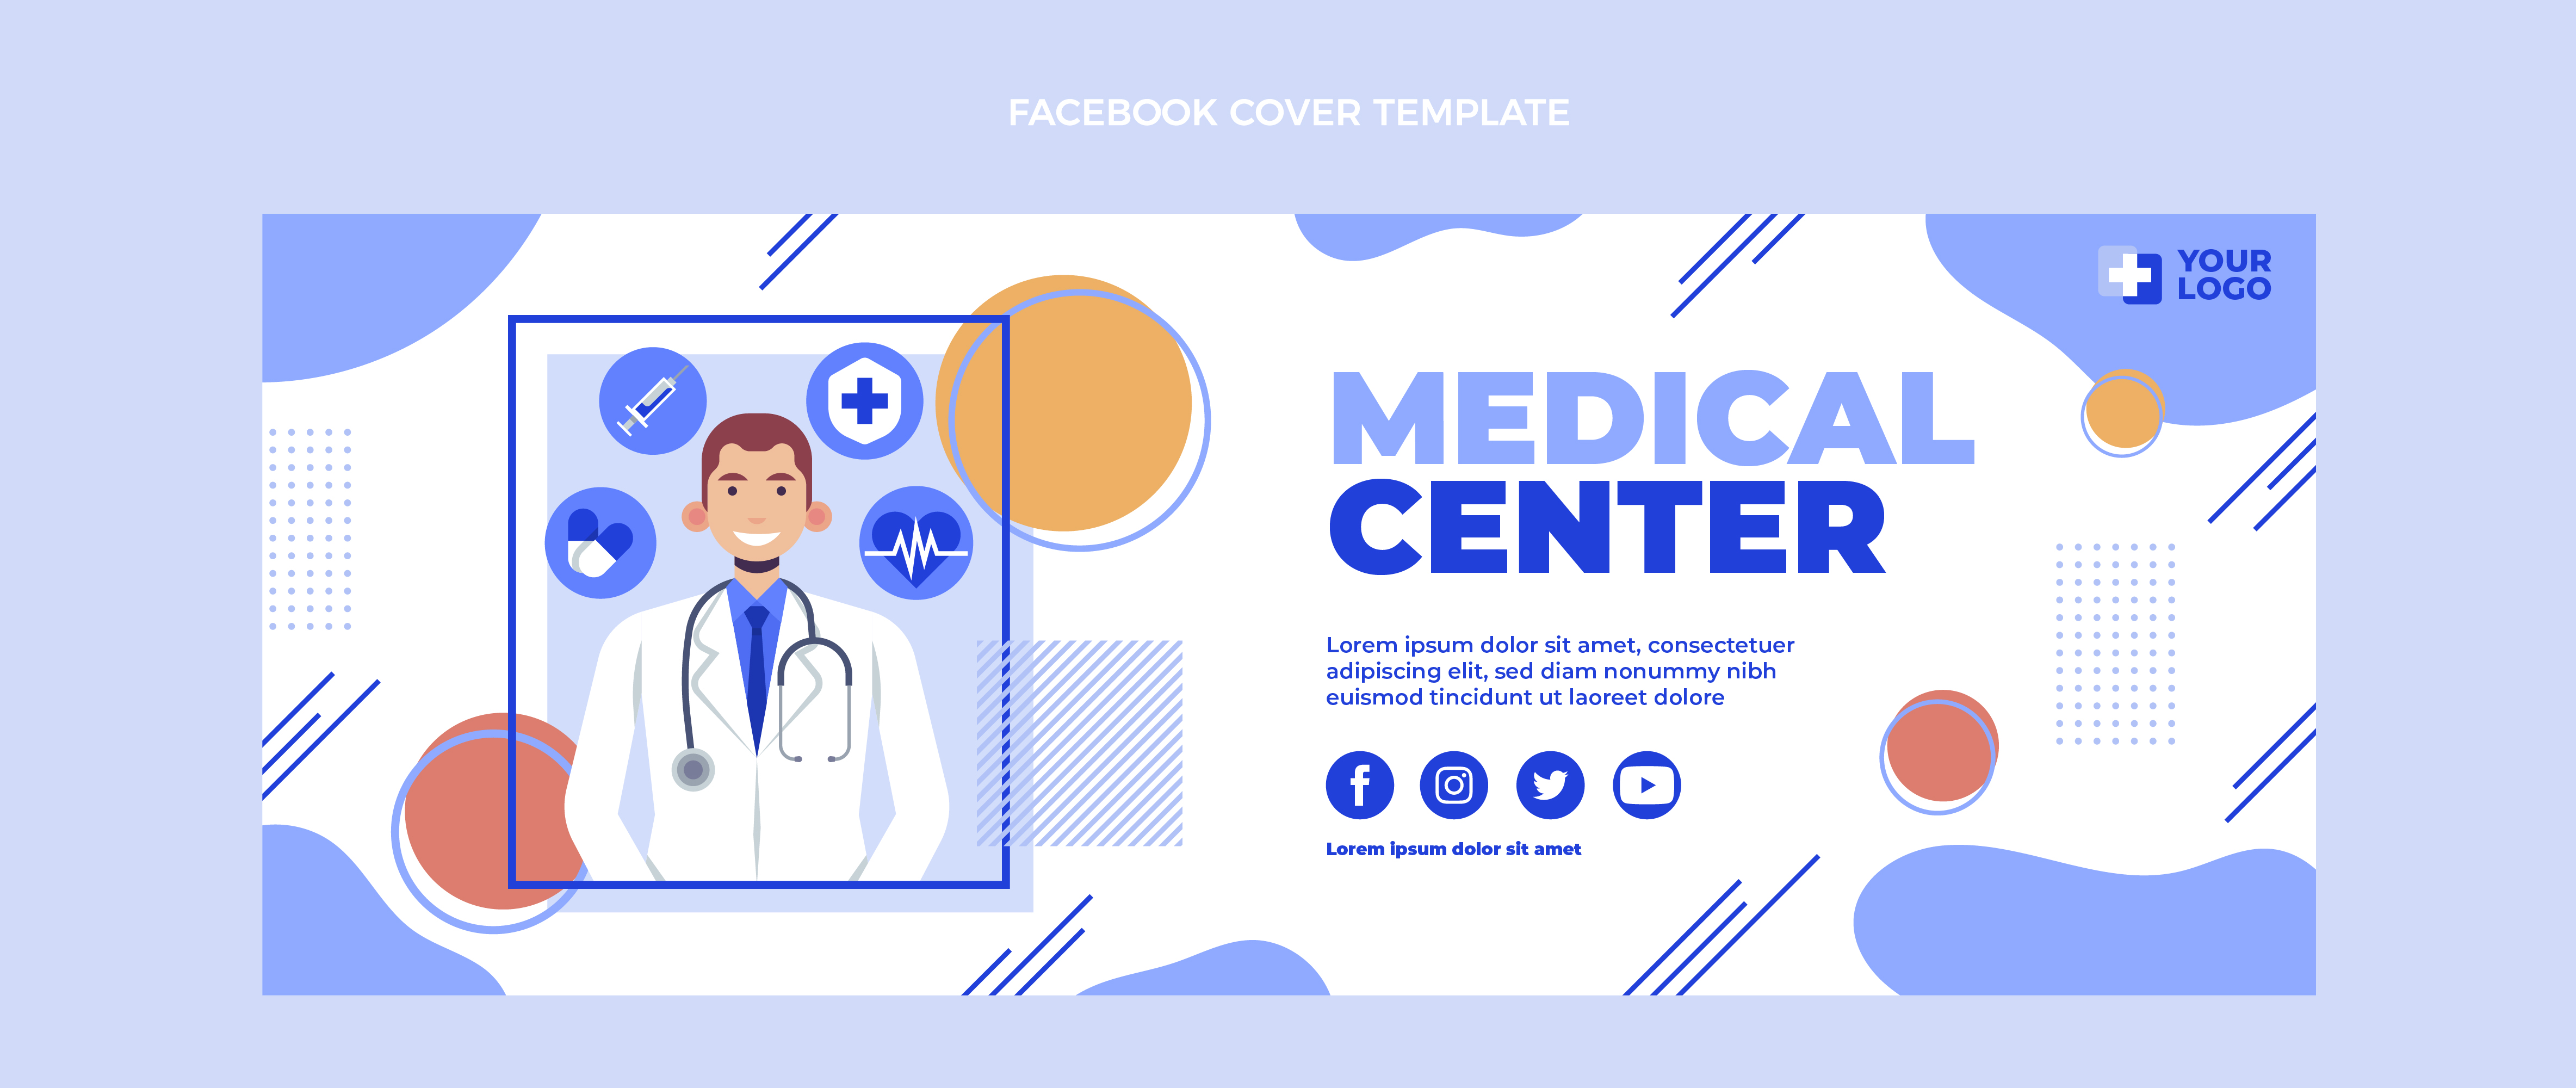 FACEBOOK COVER TEMPLATE
YOUR
LOGO
MEDICAL
CENTER
Lorem ipsum dolor sit amet, consectetuer
adipiscing elit, sed diam nonummy nibh
euismod tincidunt ut laoreet dolore
Lorem ipsum dolor sit amet